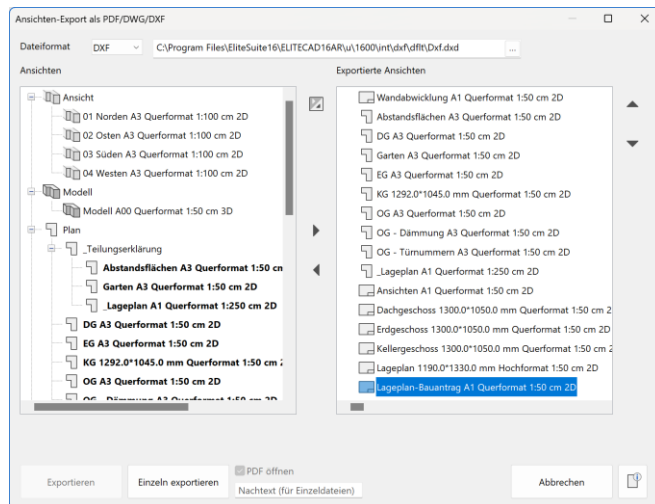 Ansichten-Export als PDF/DWG/DXF
Dateiformat DXF C:\Program Files\EliteSuite16\ELITECAD16AR\u\1600\int\dxf\dflt\Dxf.dxd ...
Ansichten
Ansicht
01 Norden A3 Querformat 1:100 cm 2D
02 Osten A3 Querformat 1:100 cm 2D
03 Süden A3 Querformat 1:100 cm 2D
04 Westen A3 Querformat 1:100 cm 2D
Modell
Modell A00 Querformat 1:50 cm 3D
Plan
_Teilungserklärung
Abstandsflächen A3 Querformat 1:50 cm
Garten A3 Querformat 1:50 cm 2D
_Lageplan A1 Querformat 1:250 cm 2D
DG A3 Querformat 1:50 cm 2D
EG A3 Querformat 1:50 cm 2D
KG 1292.0*1045.0 mm Querformat 1:50 cm 2
OG A3 Querformat 1:50 cm 2D
OG - Dämmung A3 Querformat 1:50 cm 2D
Exportierte Ansichten
Wandabwicklung A1 Querformat 1:50 cm 2D
Abstandsflächen A3 Querformat 1:50 cm 2D
DG A3 Querformat 1:50 cm 2D
Garten A3 Querformat 1:50 cm 2D
EG A3 Querformat 1:50 cm 2D
KG 1292.0*1045.0 mm Querformat 1:50 cm 2D
OG A3 Querformat 1:50 cm 2D
OG - Dämmung A3 Querformat 1:50 cm 2D
OG - Türnummern A3 Querformat 1:50 cm 2D
_Lageplan A1 Querformat 1:250 cm 2D
Ansichten A1 Querformat 1:50 cm 2D
Dachgeschoss 1300.0*1050.0 mm Querformat 1:50 cm 2
Erdgeschoss 1300.0*1050.0 mm Querformat 1:50 cm 2D
Kellergeschoss 1300.0*1050.0 mm Querformat 1:50 cm 2
Lageplan 1190.0*1330.0 mm Hochformat 1:50 cm 2D
Lageplan-Bauantrag A1 Querformat 1:50 cm 2D
Exportieren
Einzeln exportieren
PDF öffnen
Nachtext (für Einzeldateien)
Abbrechen